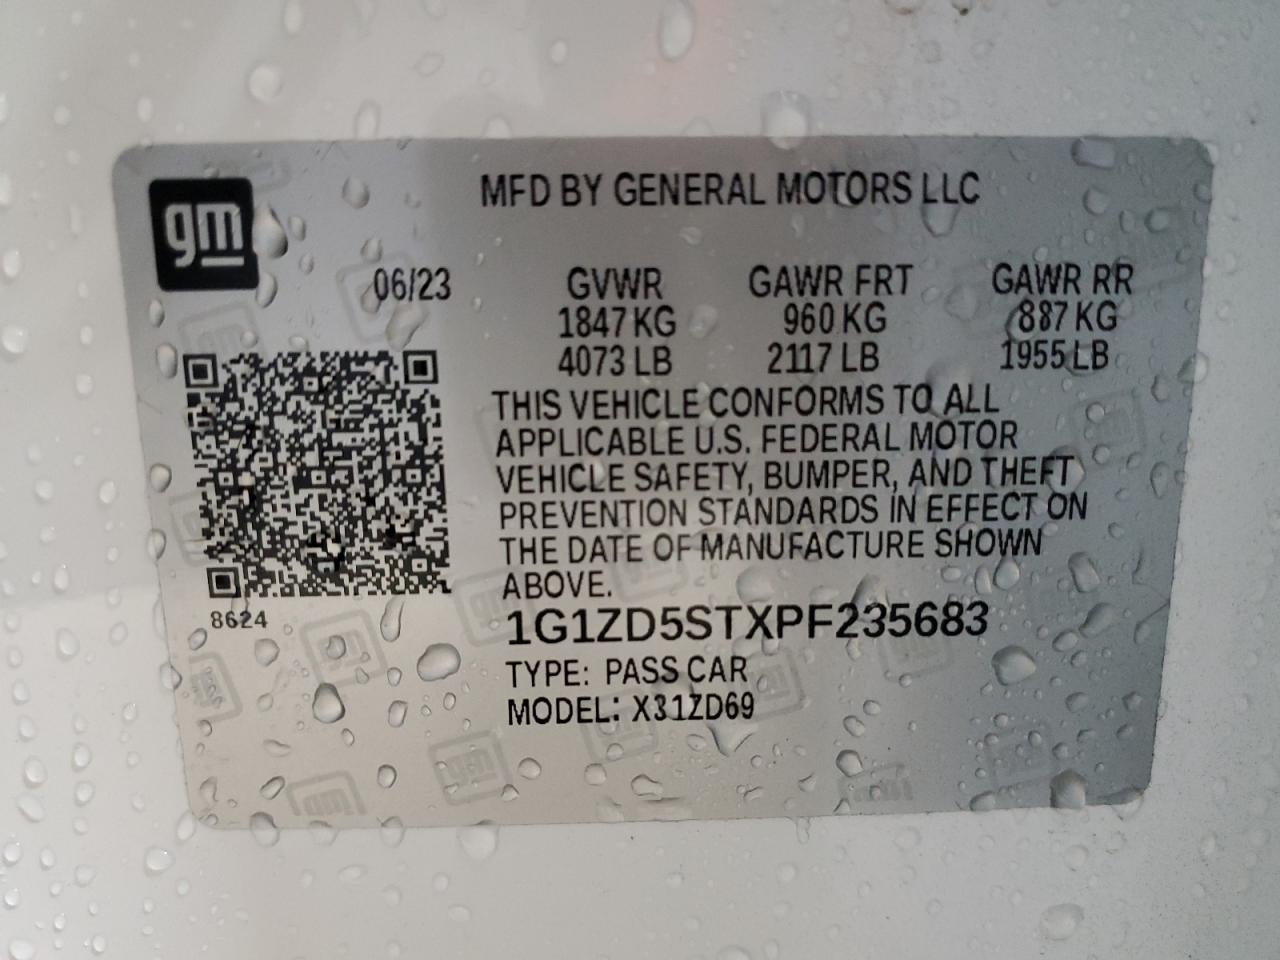 gm
MFD BY GENERAL MOTORS LLC
06/23 GVWR GAWR FRT GAWR RR
1847 KG 960 KG 887 KG
4073 LB 2117 LB 1955 LB
THIS VEHICLE CONFORMS TO ALL
APPLICABLE U.S. FEDERAL MOTOR
VEHICLE SAFETY, BUMPER, AND THEFT
PREVENTION STANDARDS IN EFFECT ON
THE DATE OF MANUFACTURE SHOWN
ABOVE.
8624
1G1ZD5STXPF235683
TYPE: PASS CAR
MODEL: X31ZD69